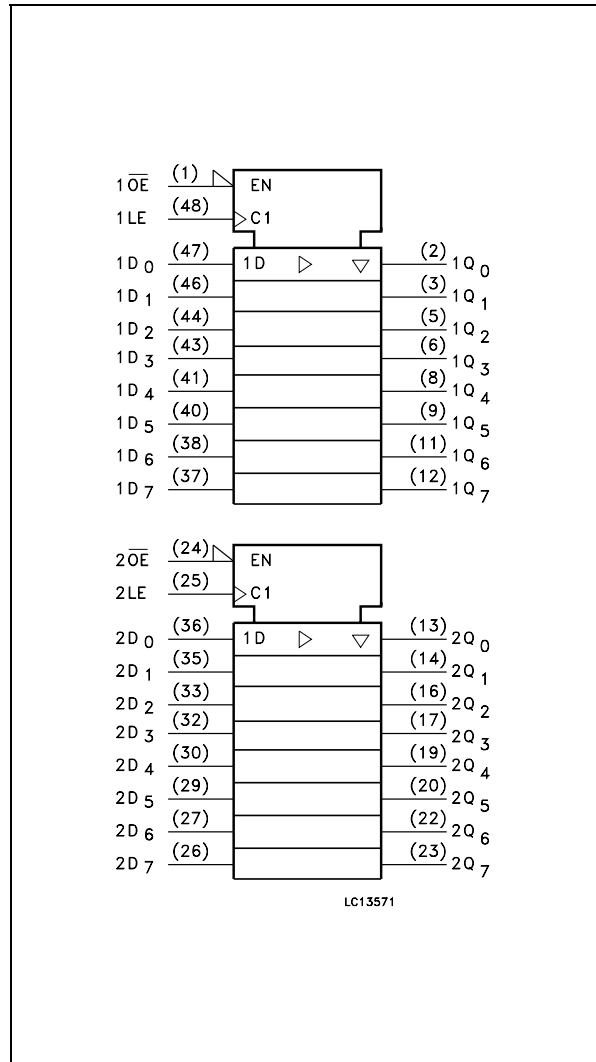 1O̅E̅ (1) EN
1LE (48) C1
1D0 (47) 1D (2) 1Q0
1D1 (46) (3) 1Q1
1D2 (44) (5) 1Q2
1D3 (43) (6) 1Q3
1D4 (41) (8) 1Q4
1D5 (40) (9) 1Q5
1D6 (38) (11) 1Q6
1D7 (37) (12) 1Q7
2O̅E̅ (24) EN
2LE (25) C1
2D0 (36) 1D (13) 2Q0
2D1 (35) (14) 2Q1
2D2 (33) (16) 2Q2
2D3 (32) (17) 2Q3
2D4 (30) (19) 2Q4
2D5 (29) (20) 2Q5
2D6 (27) (22) 2Q6
2D7 (26) (23) 2Q7
LC13571